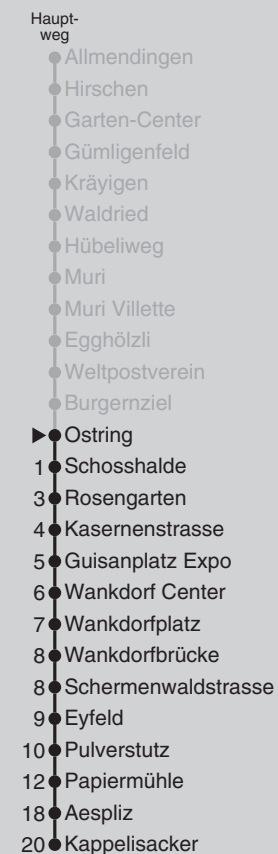 Haupt-
weg
Allmendingen
Hirschen
Garten-Center
Gümligenfeld
Kräyigen
Waldried
Hübeliweg
Muri
Muri Villette
Egghölzli
Weltpostverein
Burgernziel
Ostring
1 Schosshalde
3 Rosengarten
4 Kasernenstrasse
5 Guisanplatz Expo
6 Wankdorf Center
7 Wankdorfplatz
8 Wankdorfbrücke
8 Schermenwaldstrasse
9 Eyfeld
10 Pulverstutz
12 Papiermühle
18 Aespliz
20 Kappelisacker